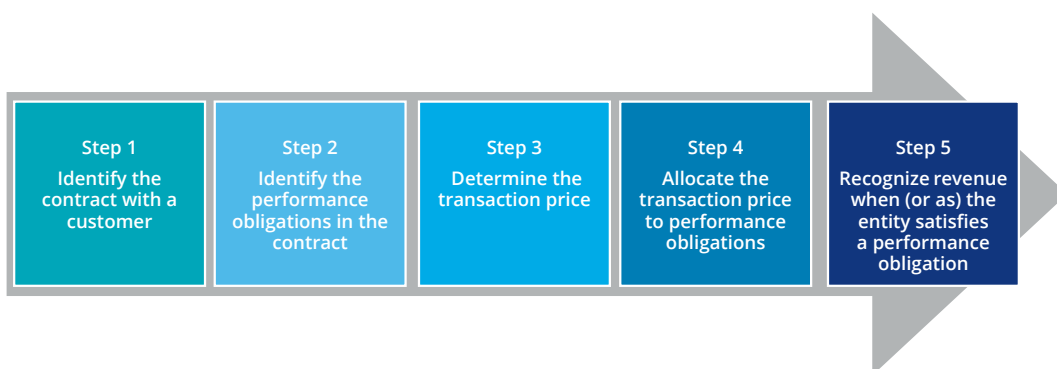 Step 1
Identify the
contract with a
customer
Step 2
Identify the
performance
obligations in the
contract
Step 3
Determine the
transaction price
Step 4
Allocate the
transaction price
to performance
obligations
Step 5
Recognize revenue
when (or as) the
entity satisfies
a performance
obligation